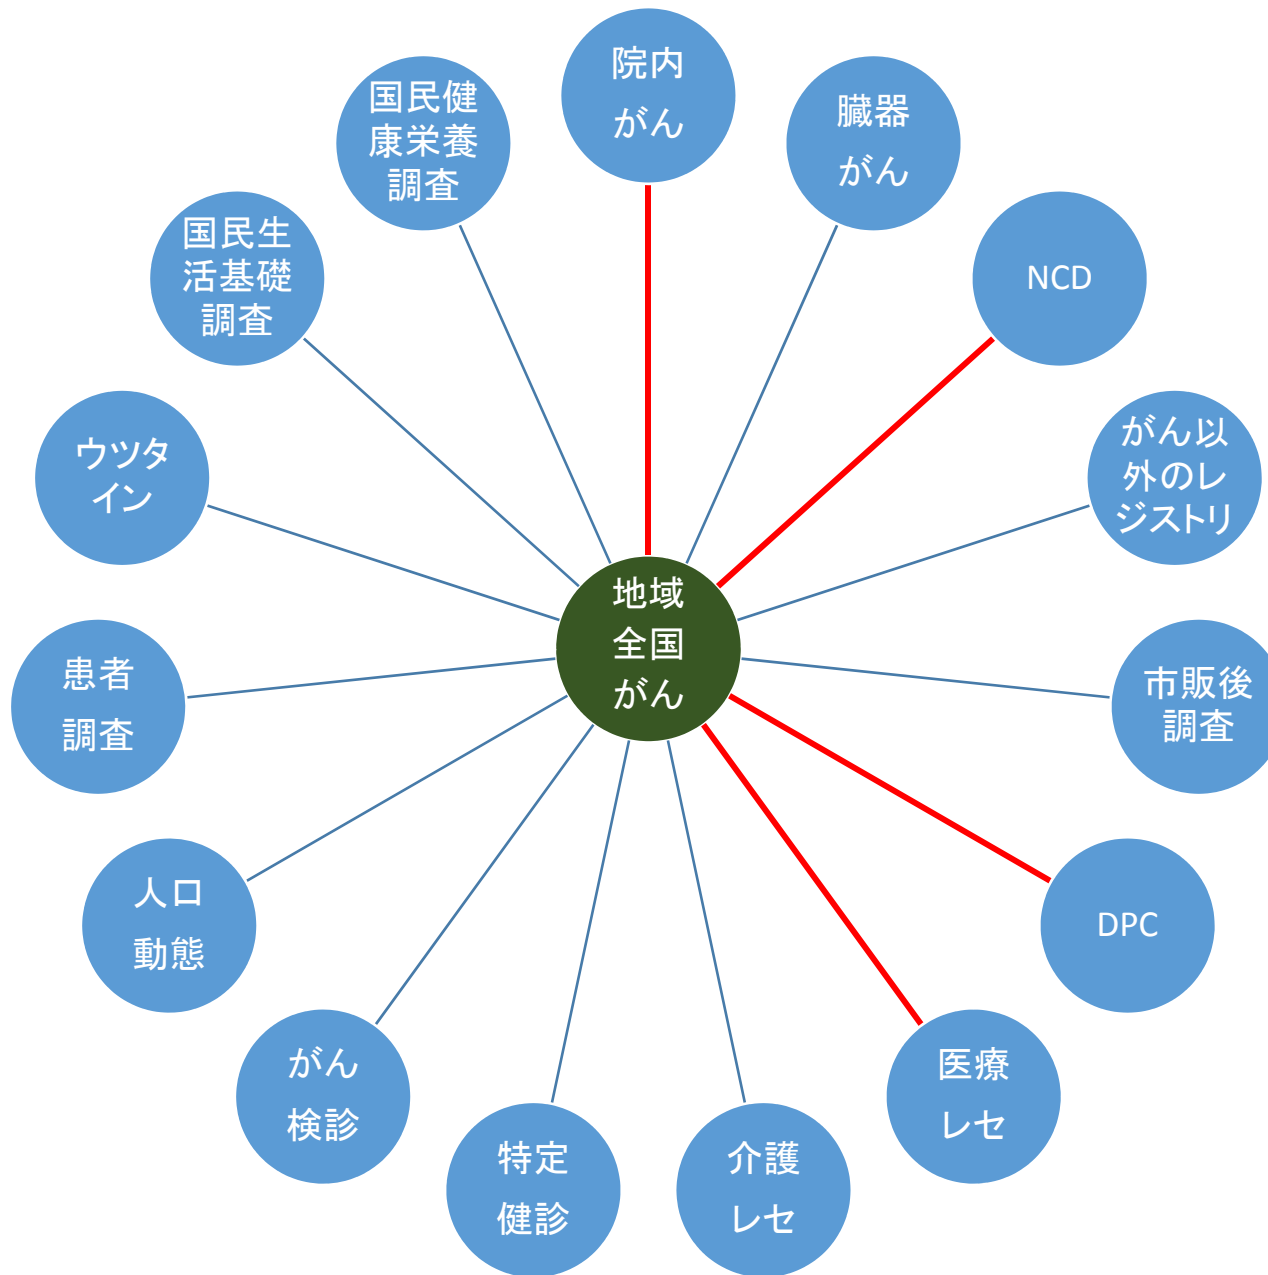 院内
がん
臓器
がん
NCD
がん以
外のレ
ジストリ
市販後
調査
DPC
医療
レセ
介護
レセ
特定
健診
がん
検診
人口
動態
患者
調査
ウツタ
イン
国民生
活基礎
調査
国民健
康栄養
調査
地域
全国
がん